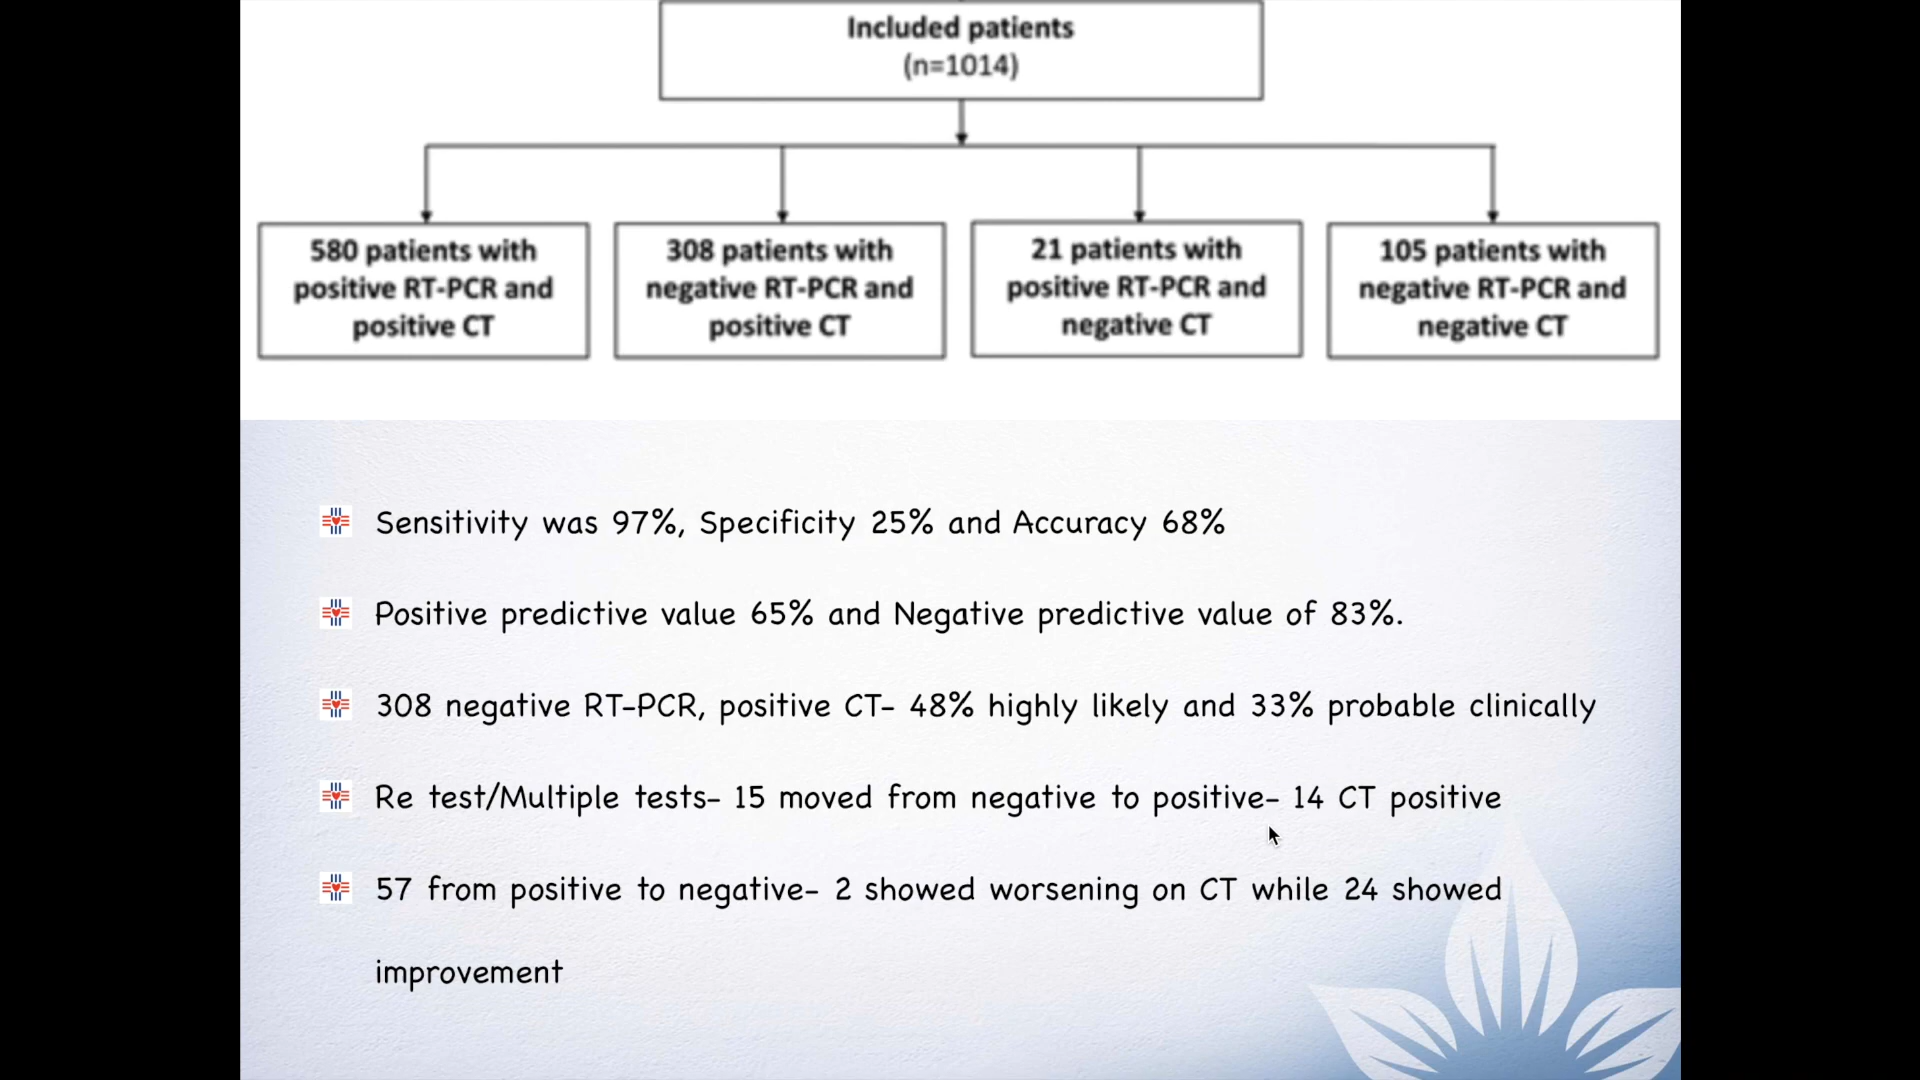 Included patients
(n=1014)
580 patients with
positive RT-PCR and
positive CT
308 patients with
negative RT-PCR and
positive CT
21 patients with
positive RT-PCR and
negative CT
105 patients with
negative RT-PCR and
negative CT
Sensitivity was 97%, Specificity 25% and Accuracy 68%
Positive predictive value 65% and Negative predictive value of 83%.
308 negative RT-PCR, positive CT- 48% highly likely and 33% probable clinically
Re test/Multiple tests- 15 moved from negative to positive- 14 CT positive
57 from positive to negative- 2 showed worsening on CT while 24 showed
improvement